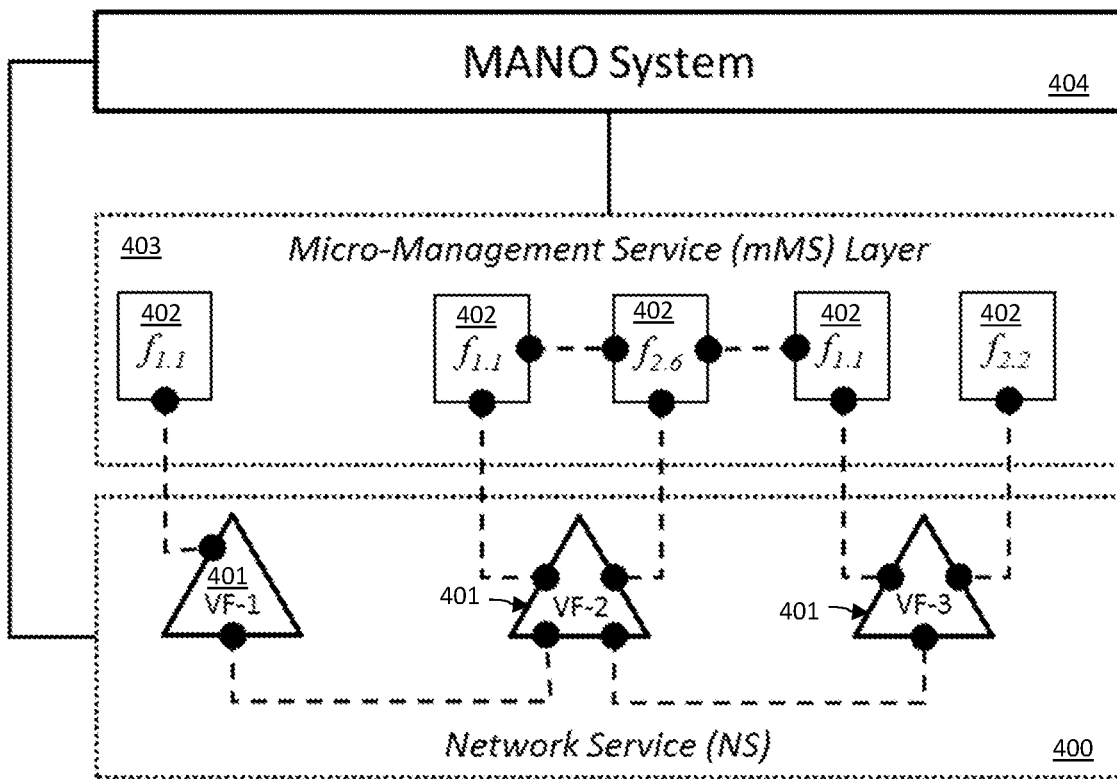 MANO System
404
403
Micro-Management Service (mMS) Layer
402 402 402 402 402
f1.1 f1.1 f2.6 f1.1 f2.2
401
VF-1
401
VF-2
401
VF-3
Network Service (NS)
400